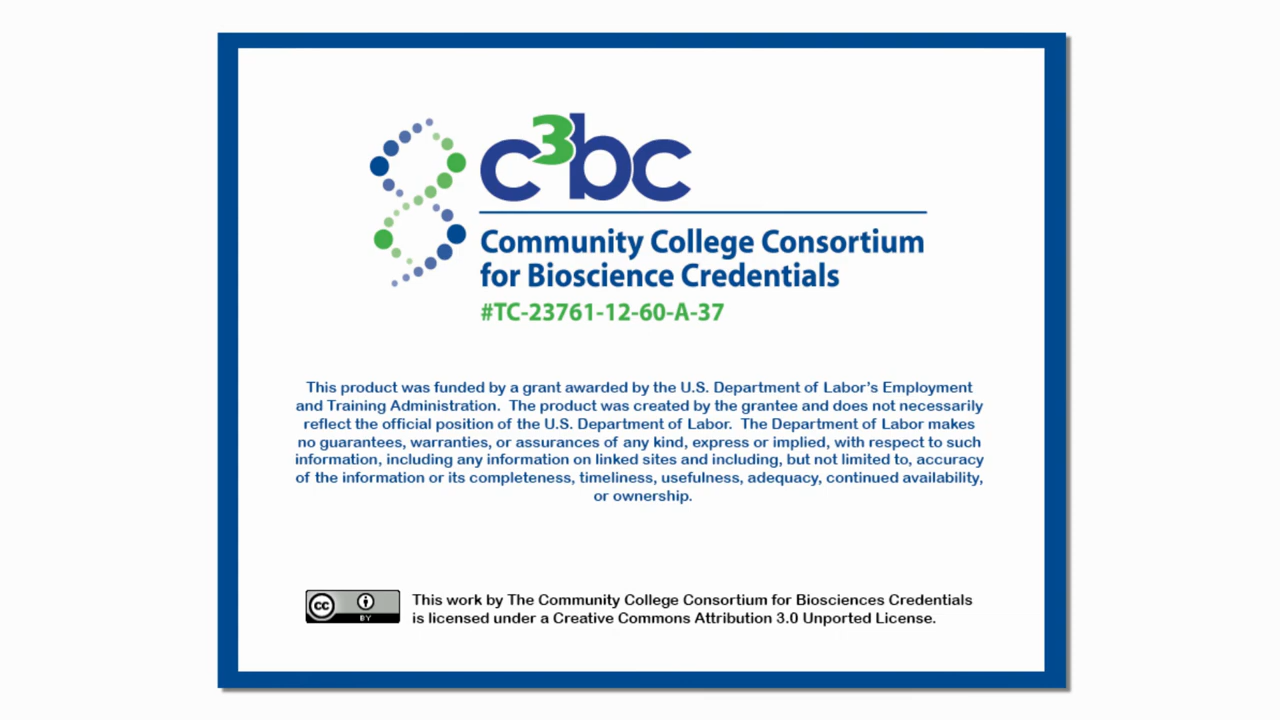 c3bc
Community College Consortium
for Bioscience Credentials
#TC-23761-12-60-A-37
This product was funded by a grant awarded by the U.S. Department of Labor’s Employment
and Training Administration.  The product was created by the grantee and does not necessarily
reflect the official position of the U.S. Department of Labor.  The Department of Labor makes
no guarantees, warranties, or assurances of any kind, express or implied, with respect to such
information, including any information on linked sites and including, but not limited to, accuracy
of the information or its completeness, timeliness, usefulness, adequacy, continued availability,
or ownership.
cc BY
This work by The Community College Consortium for Biosciences Credentials
is licensed under a Creative Commons Attribution 3.0 Unported License.